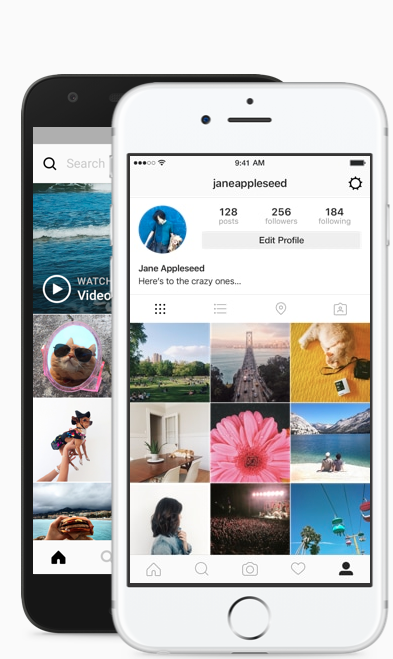 Search
WATCH
Video
9:41 AM
janeappleseed
128
256
184
posts
followers
following
Edit Profile
Jane Appleseed
Here's to the crazy ones...